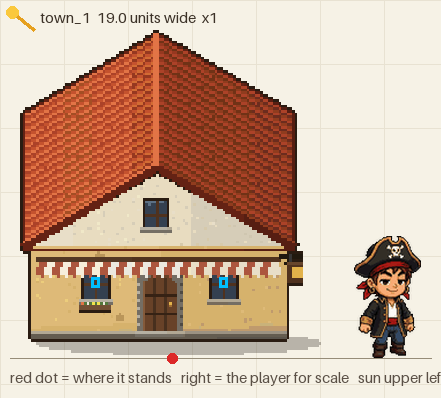 town_1 19.0 units wide x1
red dot = where it stands right = the player for scale sun upper lef